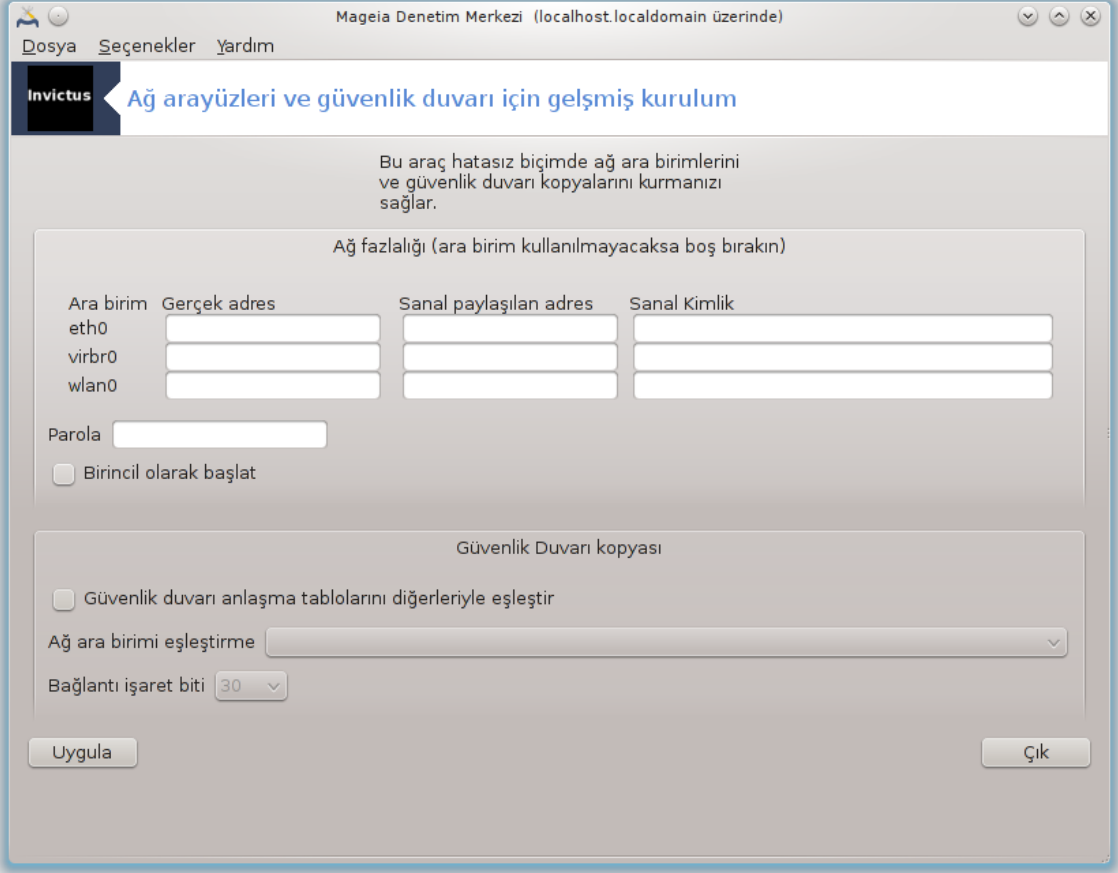 Mageia Denetim Merkezi (localhost.localdomain üzerinde)
Dosya Seçenekler Yardım
Invictus
Ağ arayüzleri ve güvenlik duvarı için gelşmiş kurulum
Bu araç hatasız biçimde ağ ara birimlerini
ve güvenlik duvarı kopyalarını kurmanızı
sağlar.
Ağ fazlalığı (ara birim kullanılmayacaksa boş bırakın)
Ara birim Gerçek adres Sanal paylaşılan adres Sanal Kimlik
eth0
virbr0
wlan0
Parola
Birincil olarak başlat
Güvenlik Duvarı kopyası
Güvenlik duvarı anlaşma tablolarını diğerleriyle eşleştir
Ağ ara birimi eşleştirme
Bağlantı işaret biti 30
Uygula Çık